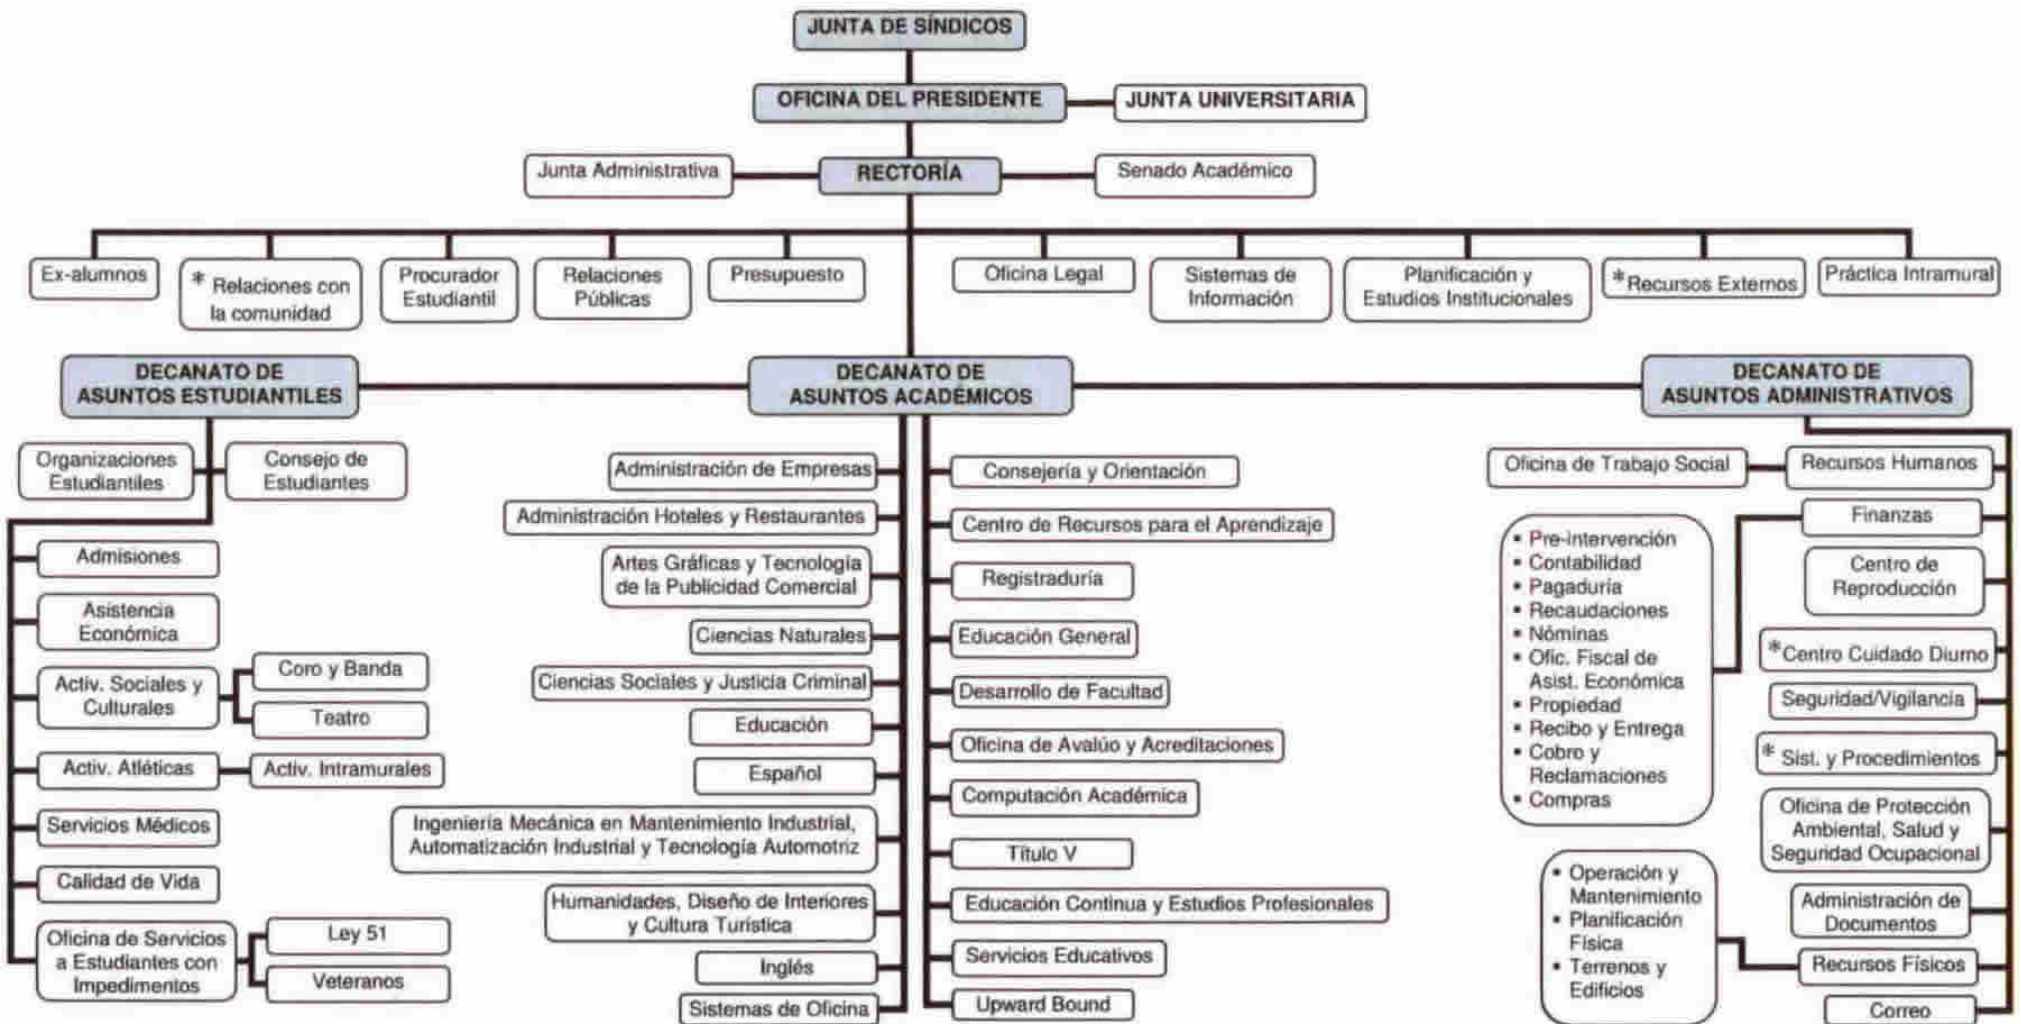 JUNTA DE SÍNDICOS
OFICINA DEL PRESIDENTE
JUNTA UNIVERSITARIA
Junta Administrativa
RECTORÍA
Senado Académico
Ex-alumnos
* Relaciones con
la comunidad
Procurador
Estudiantil
Relaciones
Públicas
Presupuesto
Oficina Legal
Sistemas de
Información
Planificación y
Estudios Institucionales
*Recursos Externos
Práctica Intramural
DECANATO DE
ASUNTOS ESTUDIANTILES
DECANATO DE
ASUNTOS ACADÉMICOS
DECANATO DE
ASUNTOS ADMINISTRATIVOS
Organizaciones
Estudiantiles
Consejo de
Estudiantes
Admisiones
Asistencia
Económica
Activ. Sociales y
Culturales
Coro y Banda
Teatro
Activ. Atléticas
Activ. Intramurales
Servicios Médicos
Calidad de Vida
Oficina de Servicios
a Estudiantes con
Impedimentos
Ley 51
Veteranos
Administración de Empresas
Administración Hoteles y Restaurantes
Artes Gráficas y Tecnología
de la Publicidad Comercial
Ciencias Naturales
Ciencias Sociales y Justicia Criminal
Educación
Español
Ingeniería Mecánica en Mantenimiento Industrial,
Automatización Industrial y Tecnología Automotriz
Humanidades, Diseño de Interiores
y Cultura Turística
Inglés
Sistemas de Oficina
Consejería y Orientación
Centro de Recursos para el Aprendizaje
Registraduría
Educación General
Desarrollo de Facultad
Oficina de Avalúo y Acreditaciones
Computación Académica
Título V
Educación Continua y Estudios Profesionales
Servicios Educativos
Upward Bound
Oficina de Trabajo Social
Recursos Humanos
Finanzas
▪ Pre-intervención
▪ Contabilidad
▪ Pagaduría
▪ Recaudaciones
▪ Nóminas
▪ Ofic. Fiscal de
Asist. Económica
▪ Propiedad
▪ Recibo y Entrega
▪ Cobro y
Reclamaciones
▪ Compras
Centro de
Reproducción
*Centro Cuidado Diurno
Seguridad/Vigilancia
* Sist. y Procedimientos
Oficina de Protección
Ambiental, Salud y
Seguridad Ocupacional
Administración de
Documentos
▪ Operación y
Mantenimiento
▪ Planificación
Física
▪ Terrenos y
Edificios
Recursos Físicos
Correo